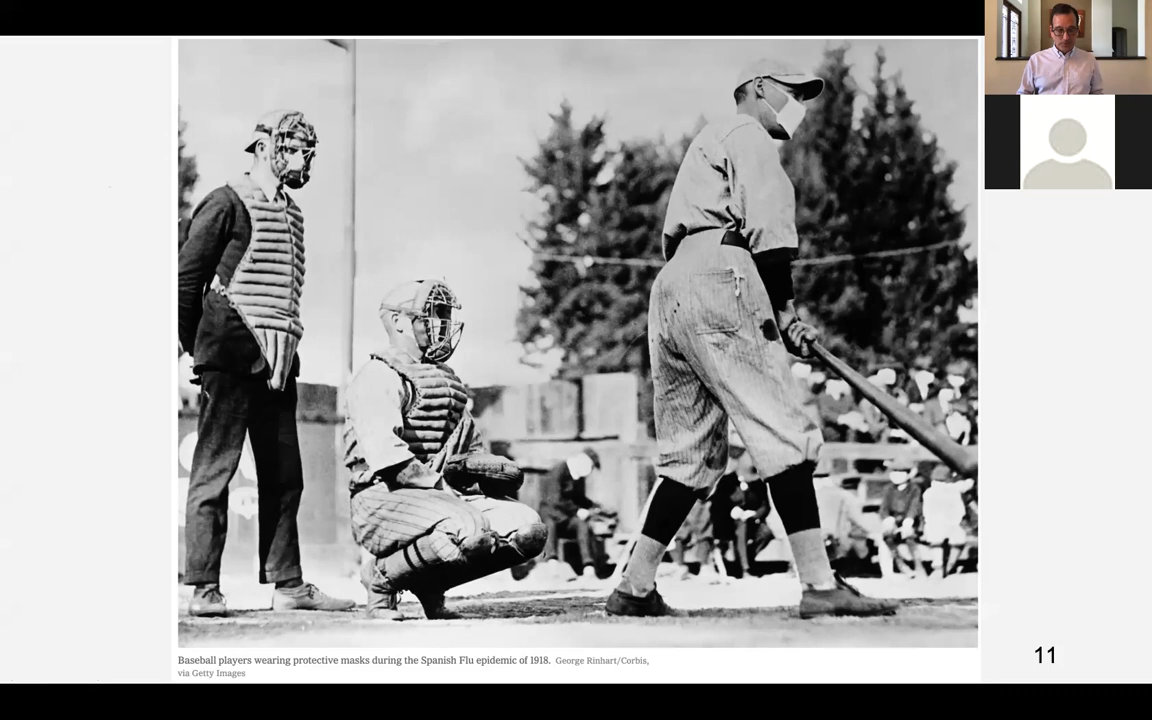 Baseball players wearing protective masks during the Spanish Flu epidemic of 1918. George Rinhart/Corbis,
via Getty Images
11